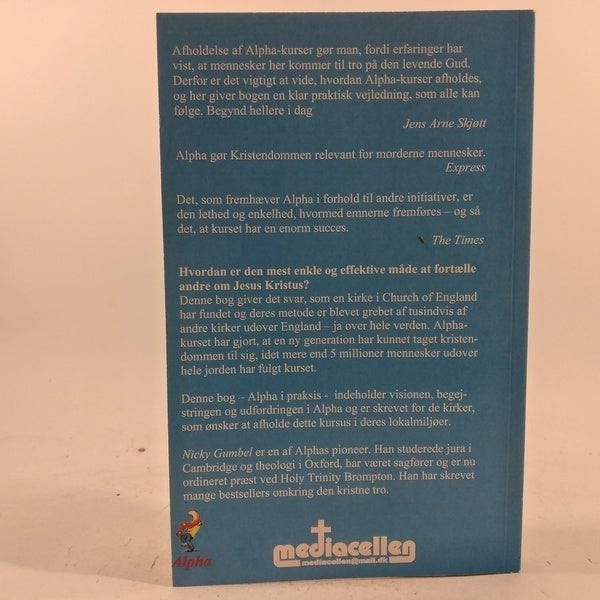 Afholdelse af Alpha-kurser gør man, fordi erfaringer har
vist, at mennesker her kommer til tro på den levende Gud.
Derfor er det vigtigt at vide, hvordan Alpha-kurser afholdes,
og her giver bogen en klar praktisk vejledning, som alle kan
følge. Begynd hellere i dag
Jens Arne Skjøtt
Alpha gør Kristendommen relevant for morderne mennesker.
Express
Det, som fremhæver Alpha i forhold til andre initiativer, er
den lethed og enkelhed, hvormed emnerne fremføres – og så
det, at kurset har en enorm succes.
The Times
Hvordan er den mest enkle og effektive måde at fortælle
andre om Jesus Kristus?
Denne bog giver det svar, som en kirke i Church of England
har fundet og deres metode er blevet grebet af tusindvis af
andre kirker udover England – ja over hele verden. Alpha-
kurset har gjort, at en ny generation har kunnet taget kristen-
dommen til sig, idet mere end 5 millioner mennesker udover
hele jorden har fulgt kurset.
Denne bog – Alpha i praksis - indeholder visionen, begej-
stringen og udfordringen i Alpha og er skrevet for de kirker,
som ønsker at afholde dette kursus i deres lokalmiljøer.
Nicky Gumbel er en af Alphas pioneer. Han studerede jura i
Cambridge og theologi i Oxford, har været sagfører og er nu
ordineret præst ved Holy Trinity Brompton. Han har skrevet
mange bestsellers omkring den kristne tro.
Alpha
mediacellen
mediacellen@mail.dk